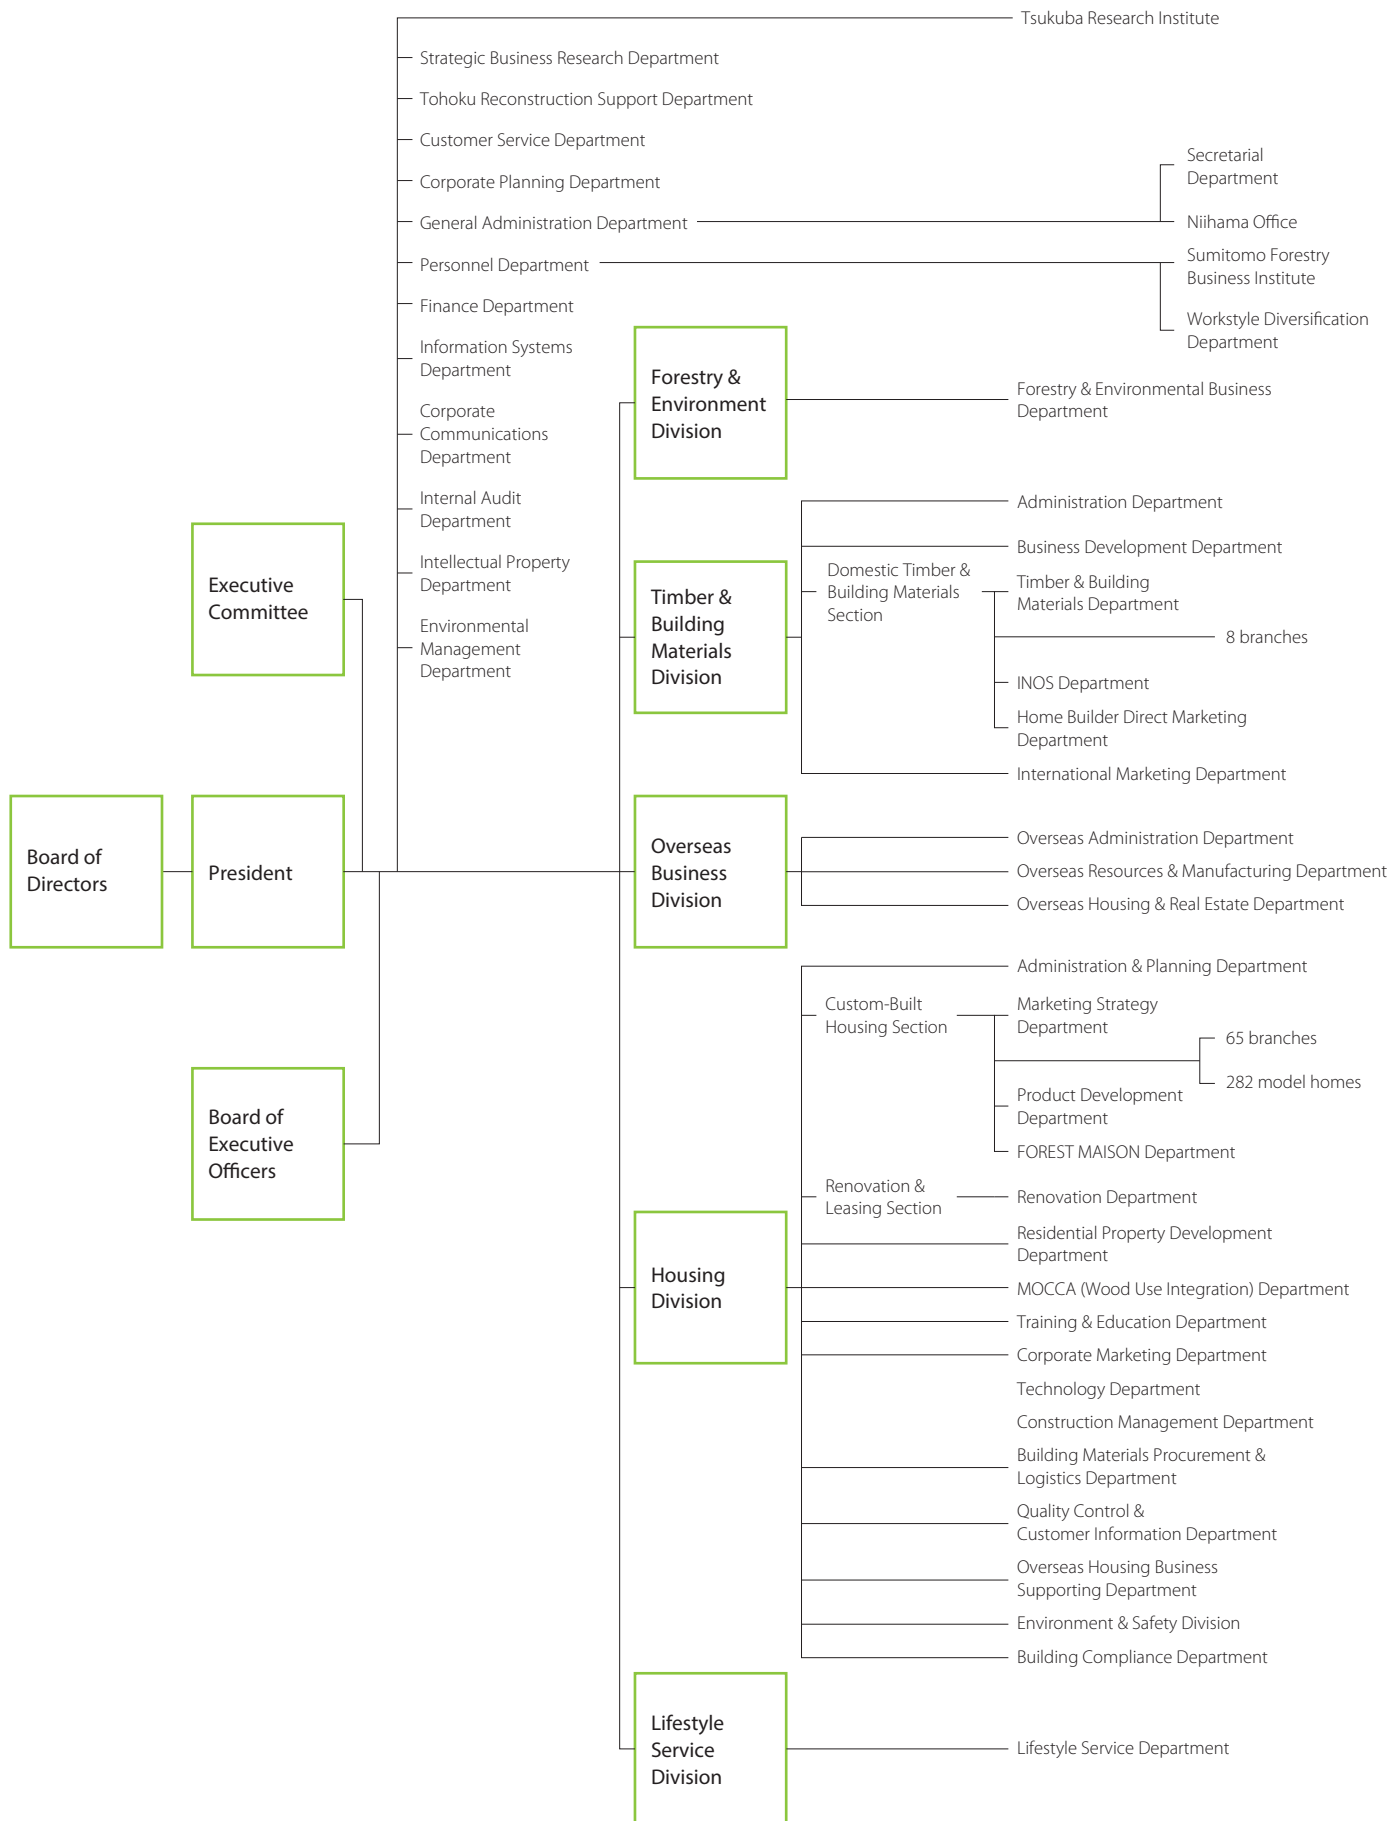 Tsukuba Research Institute
Strategic Business Research Department
Tohoku Reconstruction Support Department
Customer Service Department
Corporate Planning Department
General Administration Department
Secretarial
Department
Niihama Office
Personnel Department
Sumitomo Forestry
Business Institute
Workstyle Diversification
Department
Finance Department
Information Systems
Department
Corporate
Communications
Department
Internal Audit
Department
Intellectual Property
Department
Environmental
Management
Department
Executive
Committee
Board of
Directors
President
Board of
Executive
Officers
Forestry &
Environment
Division
Forestry & Environmental Business
Department
Timber &
Building
Materials
Division
Administration Department
Business Development Department
Domestic Timber &
Building Materials
Section
Timber & Building
Materials Department
8 branches
INOS Department
Home Builder Direct Marketing
Department
International Marketing Department
Overseas
Business
Division
Overseas Administration Department
Overseas Resources & Manufacturing Department
Overseas Housing & Real Estate Department
Housing
Division
Administration & Planning Department
Custom-Built
Housing Section
Marketing Strategy
Department
65 branches
282 model homes
Product Development
Department
FOREST MAISON Department
Renovation &
Leasing Section
Renovation Department
Residential Property Development
Department
MOCCA (Wood Use Integration) Department
Training & Education Department
Corporate Marketing Department
Technology Department
Construction Management Department
Building Materials Procurement &
Logistics Department
Quality Control &
Customer Information Department
Overseas Housing Business
Supporting Department
Environment & Safety Division
Building Compliance Department
Lifestyle
Service
Division
Lifestyle Service Department